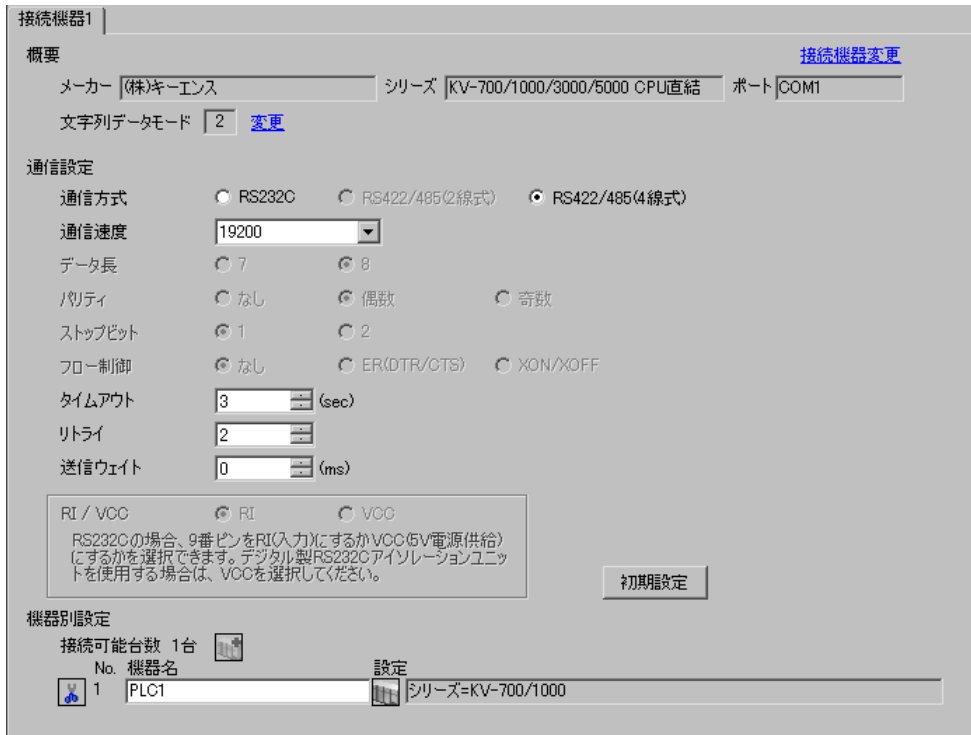 接続機器1
概要 接続機器変更
メーカー (株)キーエンス シリーズ KV-700/1000/3000/5000 CPU直結 ポート COM1
文字列データモード 2 変更
通信設定
通信方式 RS232C RS422/485(2線式) RS422/485(4線式)
通信速度 19200
データ長 7 8
パリティ なし 偶数 奇数
ストップビット 1 2
フロー制御 なし ER(DTR/CTS) XON/XOFF
タイムアウト 3 (sec)
リトライ 2
送信ウェイト 0 (ms)
RI / VCC RI VCC
RS232Cの場合、9番ピンをRI(入力)にするかVCC(5V電源供給)
にするかを選択できます。デジタル製RS232Cアイソレーションユニッ
トを使用する場合は、VCCを選択してください。
初期設定
機器別設定
接続可能台数 1台
No. 機器名 設定
1 PLC1 シリーズ=KV-700/1000